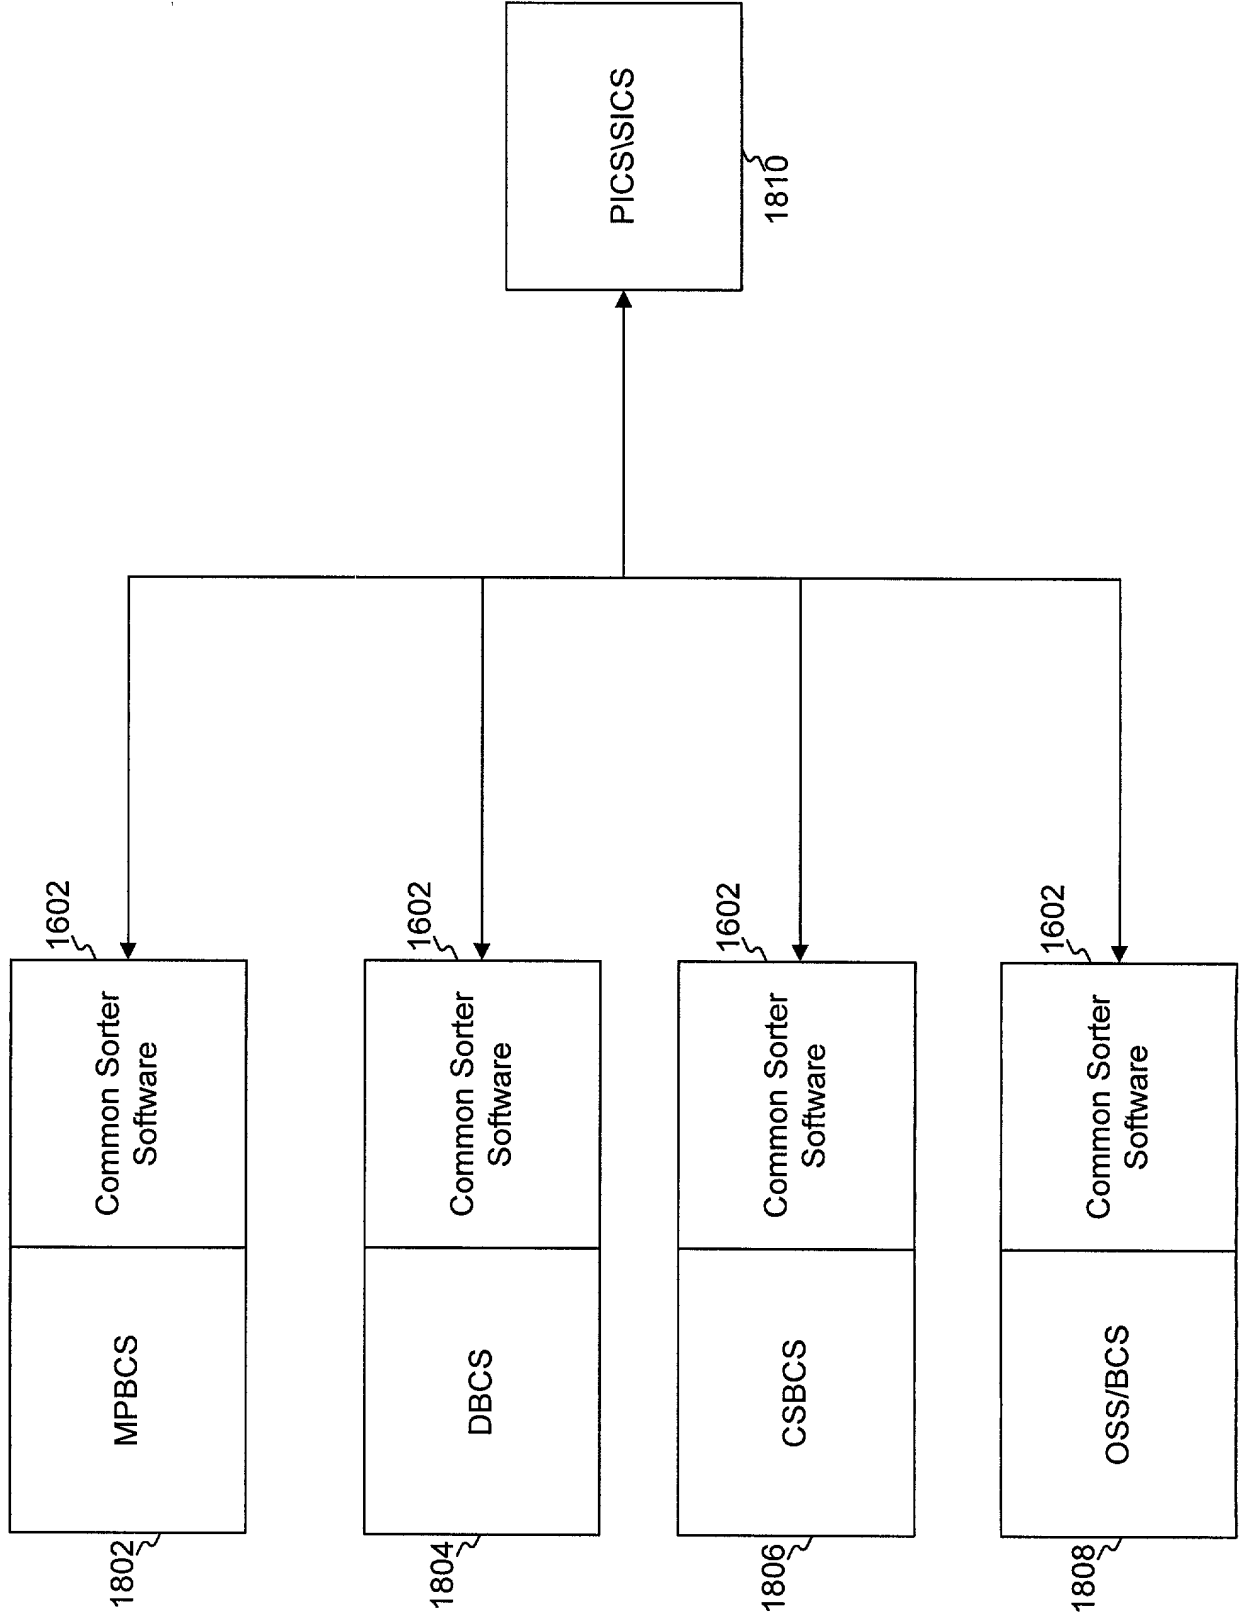 1802
MPBCS
Common Sorter
Software
1602
1804
DBCS
Common Sorter
Software
1602
1806
CSBCS
Common Sorter
Software
1602
1808
OSS/BCS
Common Sorter
Software
1602
PICS\SICS
1810